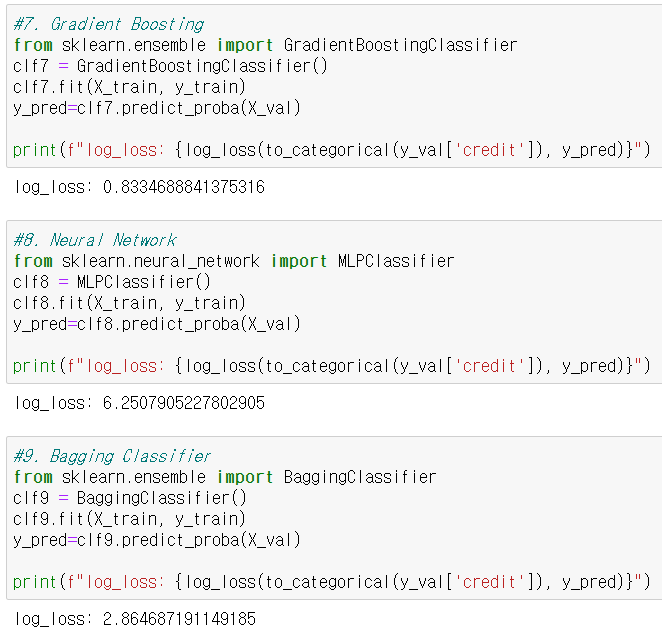 #7. Gradient Boosting
from sklearn.ensemble import GradientBoostingClassifier
clf7 = GradientBoostingClassifier()
clf7.fit(X_train, y_train)
y_pred=clf7.predict_proba(X_val)

print(f"log_loss: {log_loss(to_categorical(y_val['credit']), y_pred)}")
log_loss: 0.8334688841375316
#8. Neural Network
from sklearn.neural_network import MLPClassifier
clf8 = MLPClassifier()
clf8.fit(X_train, y_train)
y_pred=clf8.predict_proba(X_val)

print(f"log_loss: {log_loss(to_categorical(y_val['credit']), y_pred)}")
log_loss: 6.2507905227802905
#9. Bagging Classifier
from sklearn.ensemble import BaggingClassifier
clf9 = BaggingClassifier()
clf9.fit(X_train, y_train)
y_pred=clf9.predict_proba(X_val)

print(f"log_loss: {log_loss(to_categorical(y_val['credit']), y_pred)}")
log_loss: 2.864687191149185